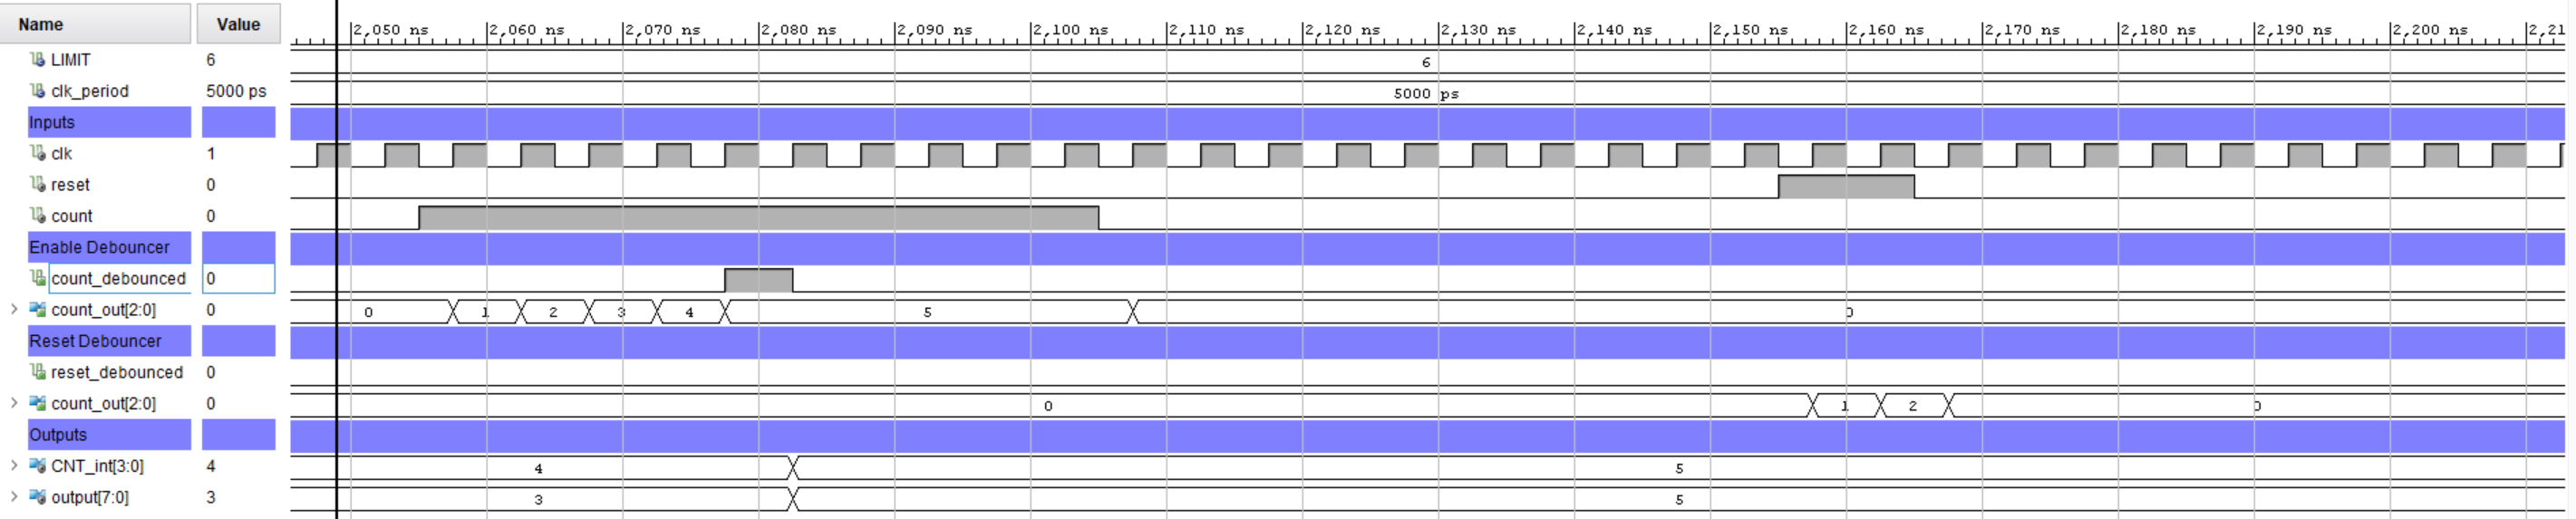 Name Value 2,050 ns 2,060 ns 2,070 ns 2,080 ns 2,090 ns 2,100 ns 2,110 ns 2,120 ns 2,130 ns 2,140 ns 2,150 ns 2,160 ns 2,170 ns 2,180 ns 2,190 ns 2,200 ns 2,21
LIMIT 6 6
clk_period 5000 ps 5000 ps
Inputs
clk 1
reset 0
count 0
Enable Debouncer
count_debounced 0
count_out[2:0] 0 0 1 2 3 4 5 0
Reset Debouncer
reset_debounced 0
count_out[2:0] 0 0 1 2 0
Outputs
CNT_int[3:0] 4 4 5
output[7:0] 3 3 5